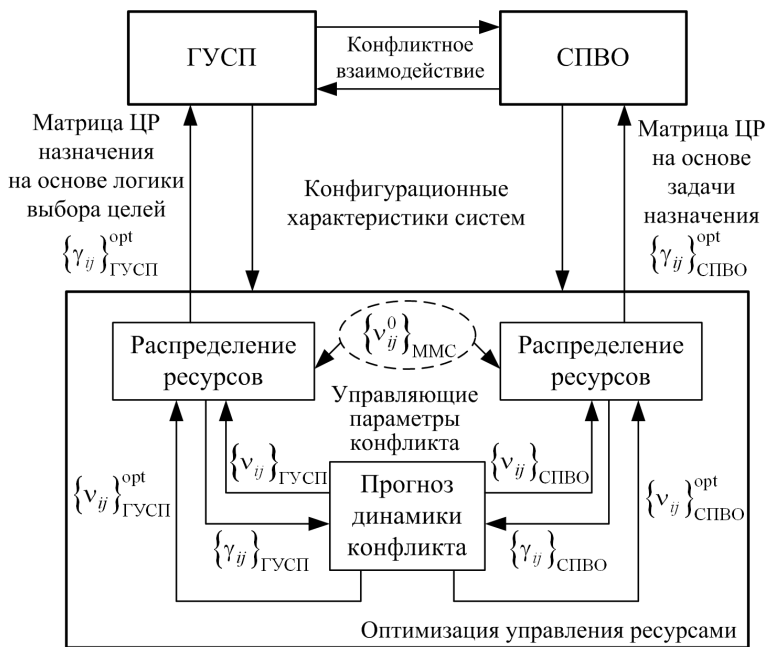 ГУСП
Конфликтное
взаимодействие
СПВО
Матрица ЦР
назначения
на основе логики
выбора целей
{γij}optГУСП
Конфигурационные
характеристики систем
Матрица ЦР
на основе
задачи
назначения
{γij}optСПВО
Распределение
ресурсов
{ν0ij}ММС
Распределение
ресурсов
Управляющие
параметры
конфликта
{νij}optГУСП
{νij}ГУСП
{νij}СПВО
{νij}optСПВО
Прогноз
динамики
конфликта
{γij}ГУСП
{γij}СПВО
Оптимизация управления ресурсами